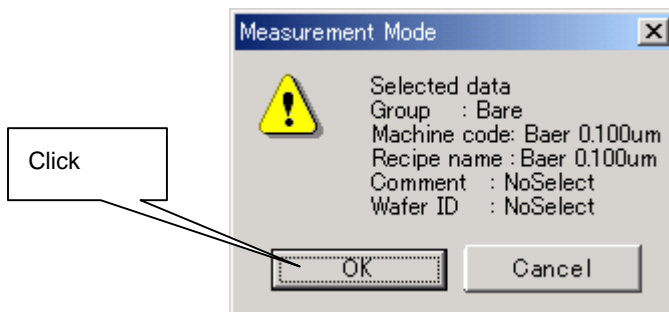 Measurement Mode
Selected data
Group : Bare
Machine code: Baer 0.100um
Recipe name : Baer 0.100um
Comment : NoSelect
Wafer ID : NoSelect
Click
OK
Cancel